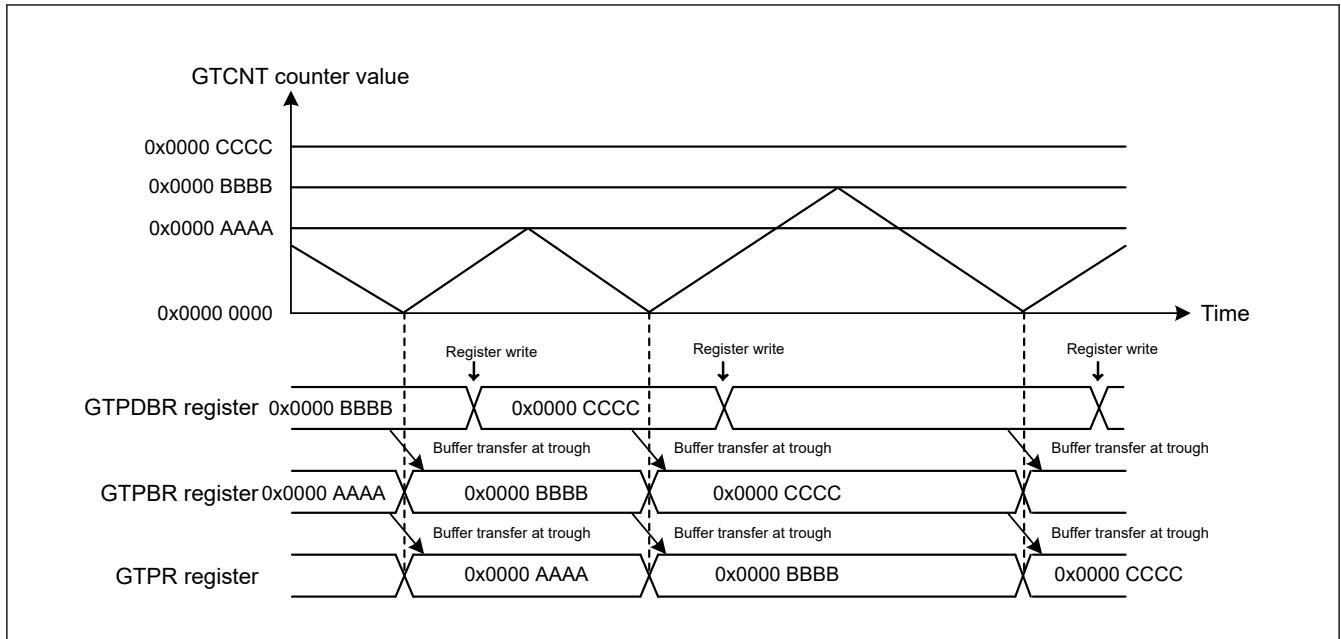 GTCNT counter value
0x0000 CCCC
0x0000 BBBB
0x0000 AAAA
0x0000 0000
Time
Register write
Register write
Register write
GTPDBR register
0x0000 BBBB
0x0000 CCCC
Buffer transfer at trough
Buffer transfer at trough
Buffer transfer at trough
GTPBR register
0x0000 AAAA
0x0000 BBBB
0x0000 CCCC
Buffer transfer at trough
Buffer transfer at trough
Buffer transfer at trough
GTPR register
0x0000 AAAA
0x0000 BBBB
0x0000 CCCC